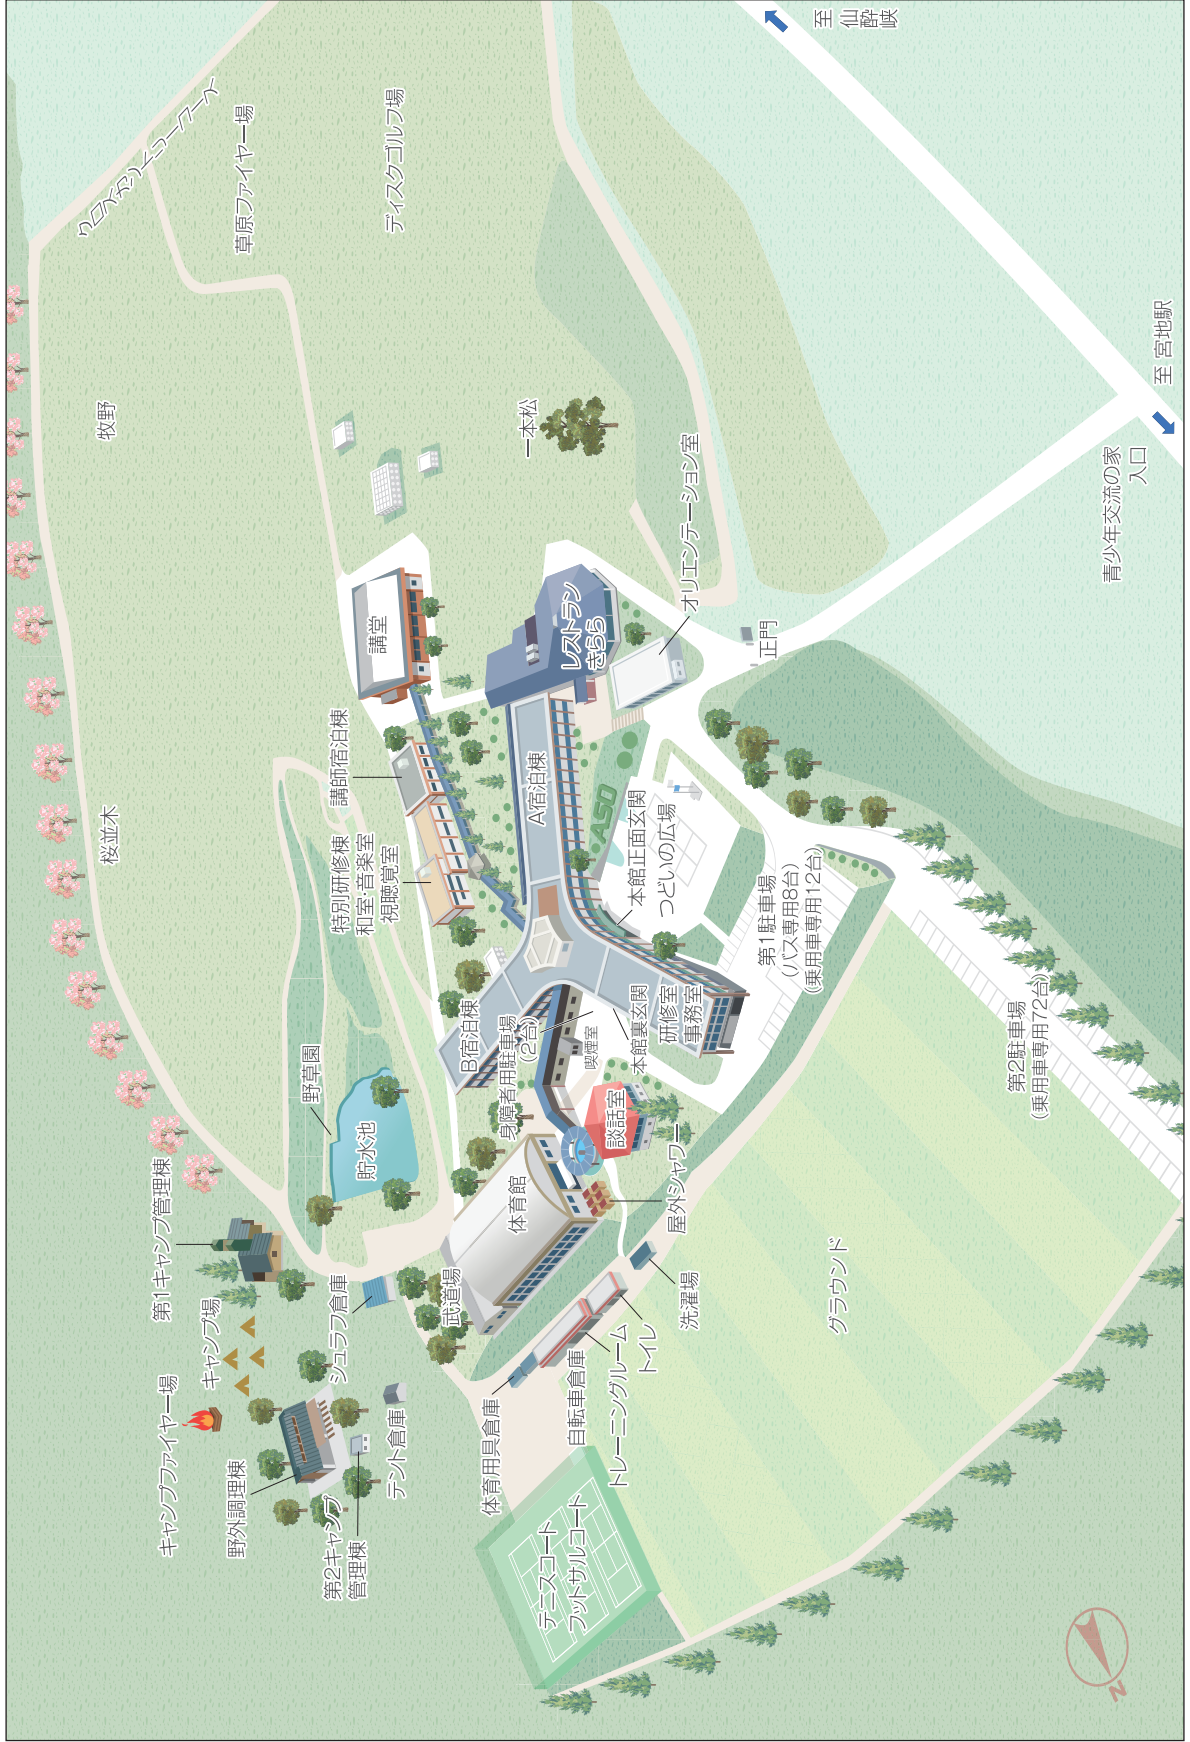 第1キャンプ管理棟
キャンプ場
キャンプファイヤー場
野外調理棟
第2キャンプ
管理棟
テント倉庫
シュラフ倉庫
野草園
貯水池
桜並木
牧野
クロスカントリーコース
草原ファイヤー場
ディスクゴルフ場
一本松
講堂
講師宿泊棟
特別研修棟
和室 音楽室
視聴覚室
レストラン
きらら
オリエンテーション室
A宿泊棟
ASO
B宿泊棟
身障者用駐車場
(2台)
喫煙室
本館裏玄関
研修室
事務室
本館正面玄関
つどいの広場
談話室
屋外シャワー
体育館
武道場
体育用具倉庫
自転車倉庫
トレーニングルーム
トイレ
洗濯場
テニスコート
フットサルコート
グラウンド
第1駐車場
(バス専用8台)
(乗用車専用12台)
第2駐車場
(乗用車専用72台)
正門
青少年交流の家
入口
至 宮地駅
至 仙酔峡
N